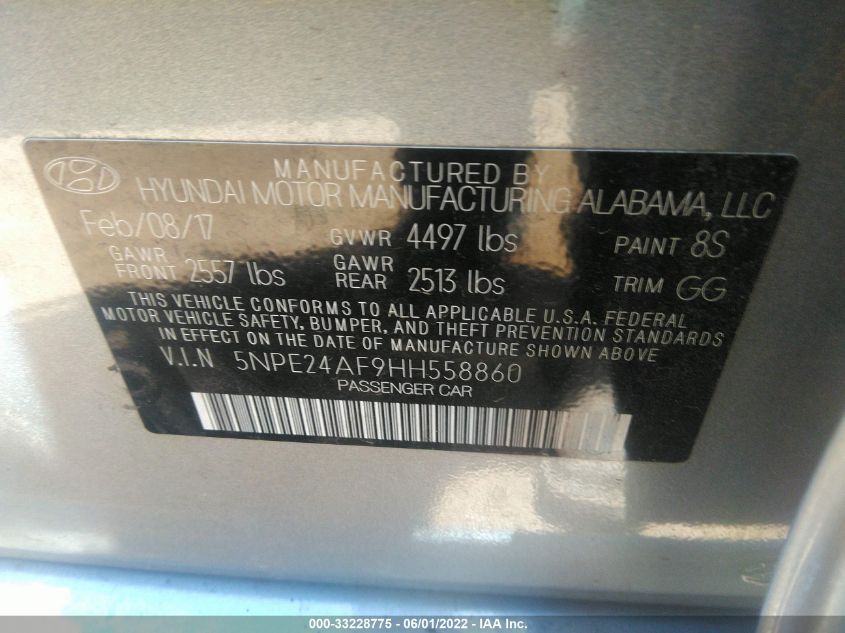 MANUFACTURED BY
HYUNDAI MOTOR MANUFACTURING ALABAMA, LLC
Feb/08/17 GVWR 4497 lbs PAINT 8S
GAWR FRONT 2557 lbs GAWR REAR 2513 lbs TRIM GG
THIS VEHICLE CONFORMS TO ALL APPLICABLE U.S.A. FEDERAL
MOTOR VEHICLE SAFETY, BUMPER, AND THEFT PREVENTION STANDARDS
IN EFFECT ON THE DATE OF MANUFACTURE SHOWN ABOVE.
V.I.N 5NPE24AF9HH558860
PASSENGER CAR
000-33228775 - 06/01/2022 - IAA Inc.